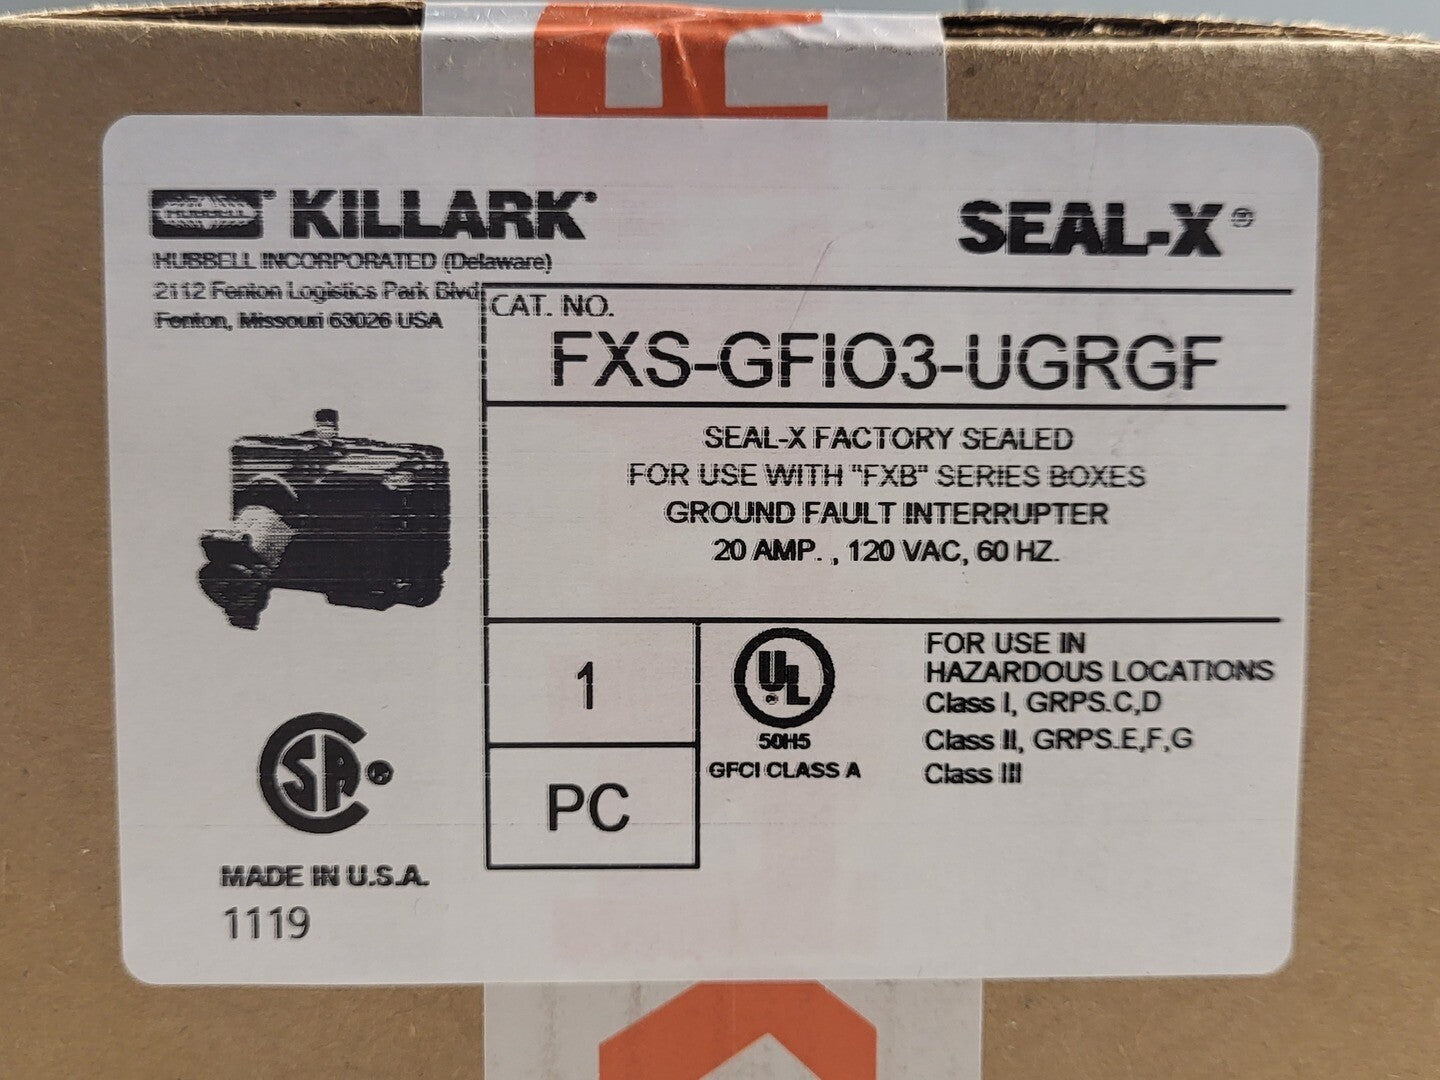 HUBBELL KILLARK®
HUBBELL INCORPORATED (Delaware)
2112 Fenton Logistics Park Blvd
Fenton, Missouri 63026 USA
SEAL-X®
CAT. NO.
FXS-GFIO3-UGRGF
SEAL-X FACTORY SEALED
FOR USE WITH "FXB" SERIES BOXES
GROUND FAULT INTERRUPTER
20 AMP. , 120 VAC, 60 HZ.
1
PC
UL
50H5
GFCI CLASS A
FOR USE IN
HAZARDOUS LOCATIONS
Class I, GRPS.C,D
Class II, GRPS.E,F,G
Class III
SA®
MADE IN U.S.A.
1119